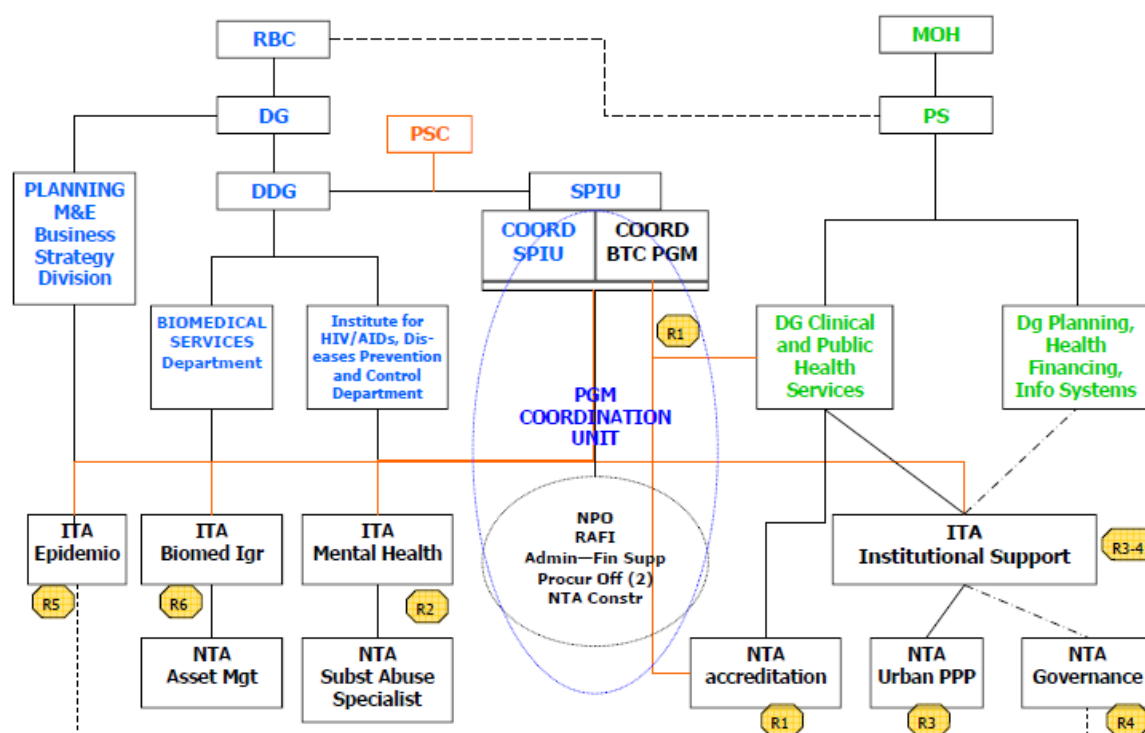 RBC
MOH
DG
PS
PSC
PLANNING
M&E
Business
Strategy
Division
DDG
SPIU
COORD
SPIU
COORD
BTC PGM
BIOMEDICAL
SERVICES
Department
Institute for
HIV/AIDs, Dis-
eases Prevention
and Control
Department
R1
DG Clinical
and Public
Health
Services
Dg Planning,
Health
Financing,
Info Systems
PGM
COORDINATION
UNIT
ITA
Epidemio
R5
ITA
Biomed Igr
R6
ITA
Mental Health
R2
NPO
RAFI
Admin—Fin Supp
Procur Off (2)
NTA Constr
ITA
Institutional Support
R3-4
NTA
Asset Mgt
NTA
Subst Abuse
Specialist
NTA
accreditation
R1
NTA
Urban PPP
R3
NTA
Governance
R4